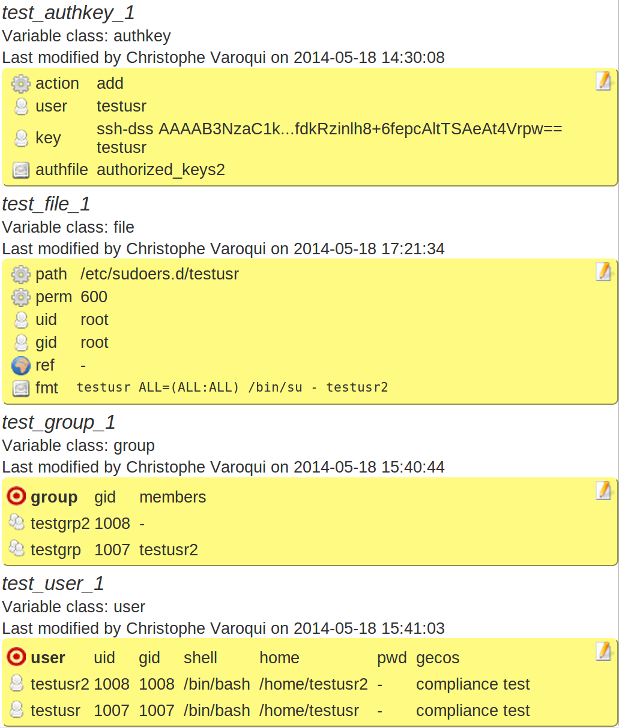 test_authkey_1
Variable class: authkey
Last modified by Christophe Varoqui on 2014-05-18 14:30:08
action add
user testusr
key ssh-dss AAAAB3NzaC1k...fdkRzinlh8+6fepcAltTSAeAt4Vrpw==
testusr
authfile authorized_keys2
test_file_1
Variable class: file
Last modified by Christophe Varoqui on 2014-05-18 17:21:34
path /etc/sudoers.d/testusr
perm 600
uid root
gid root
ref -
fmt testusr ALL=(ALL:ALL) /bin/su - testusr2
test_group_1
Variable class: group
Last modified by Christophe Varoqui on 2014-05-18 15:40:44
group gid members
testgrp2 1008 -
testgrp 1007 testusr2
test_user_1
Variable class: user
Last modified by Christophe Varoqui on 2014-05-18 15:41:03
user uid gid shell home pwd gecos
testusr2 1008 1008 /bin/bash /home/testusr2 - compliance test
testusr 1007 1007 /bin/bash /home/testusr - compliance test